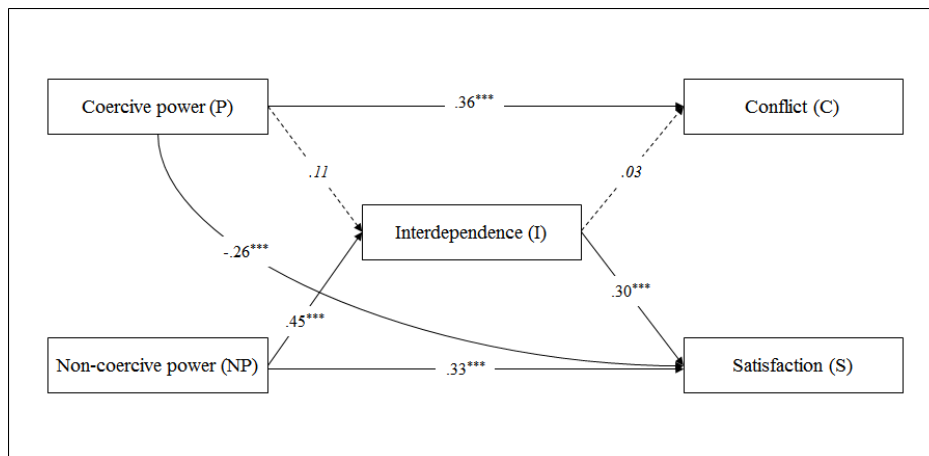 Coercive power (P)
.36***
Conflict (C)
.11
.03
Interdependence (I)
-.26***
.30***
.45***
Non-coercive power (NP)
.33***
Satisfaction (S)